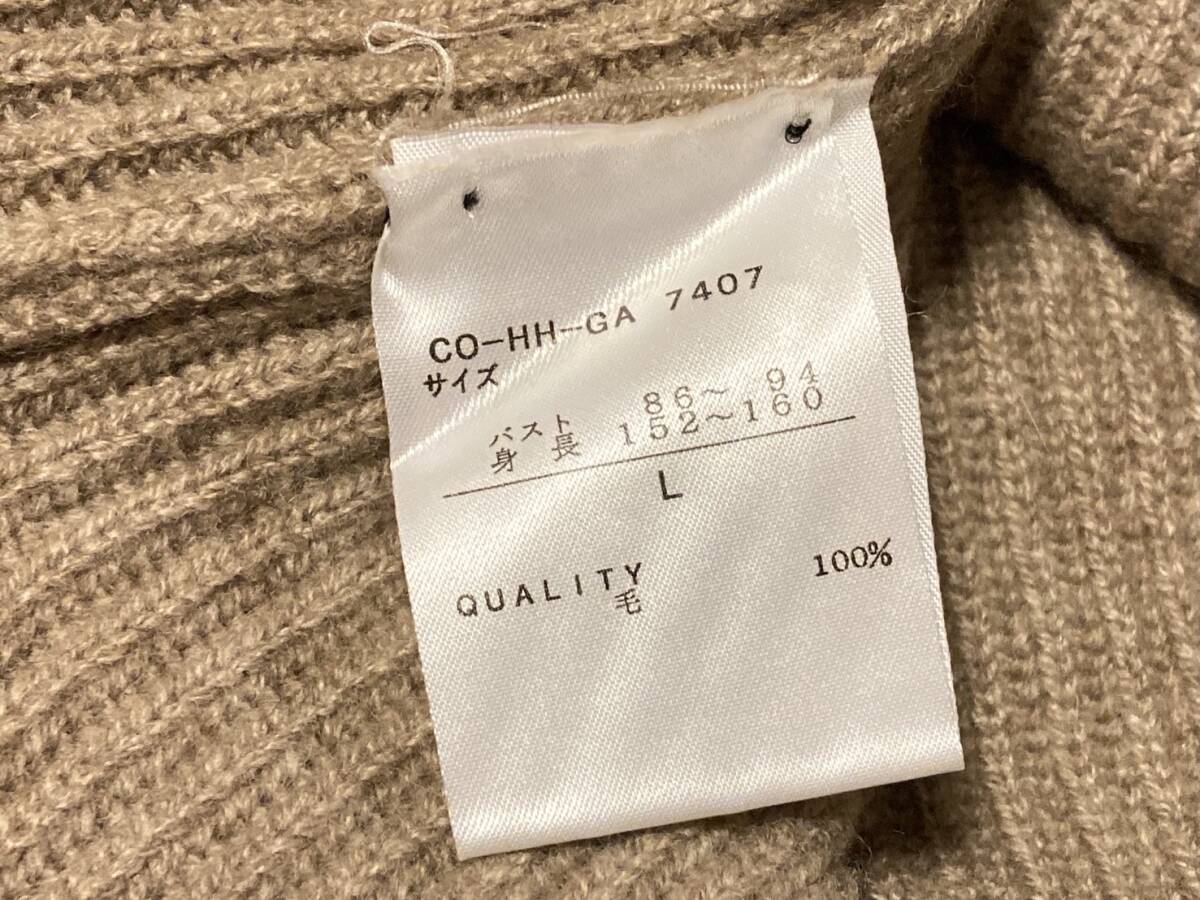 CO-HH-GA 7407
サイズ
バスト 86～ 94
身 長 152～160
L
QUALITY
毛 100%